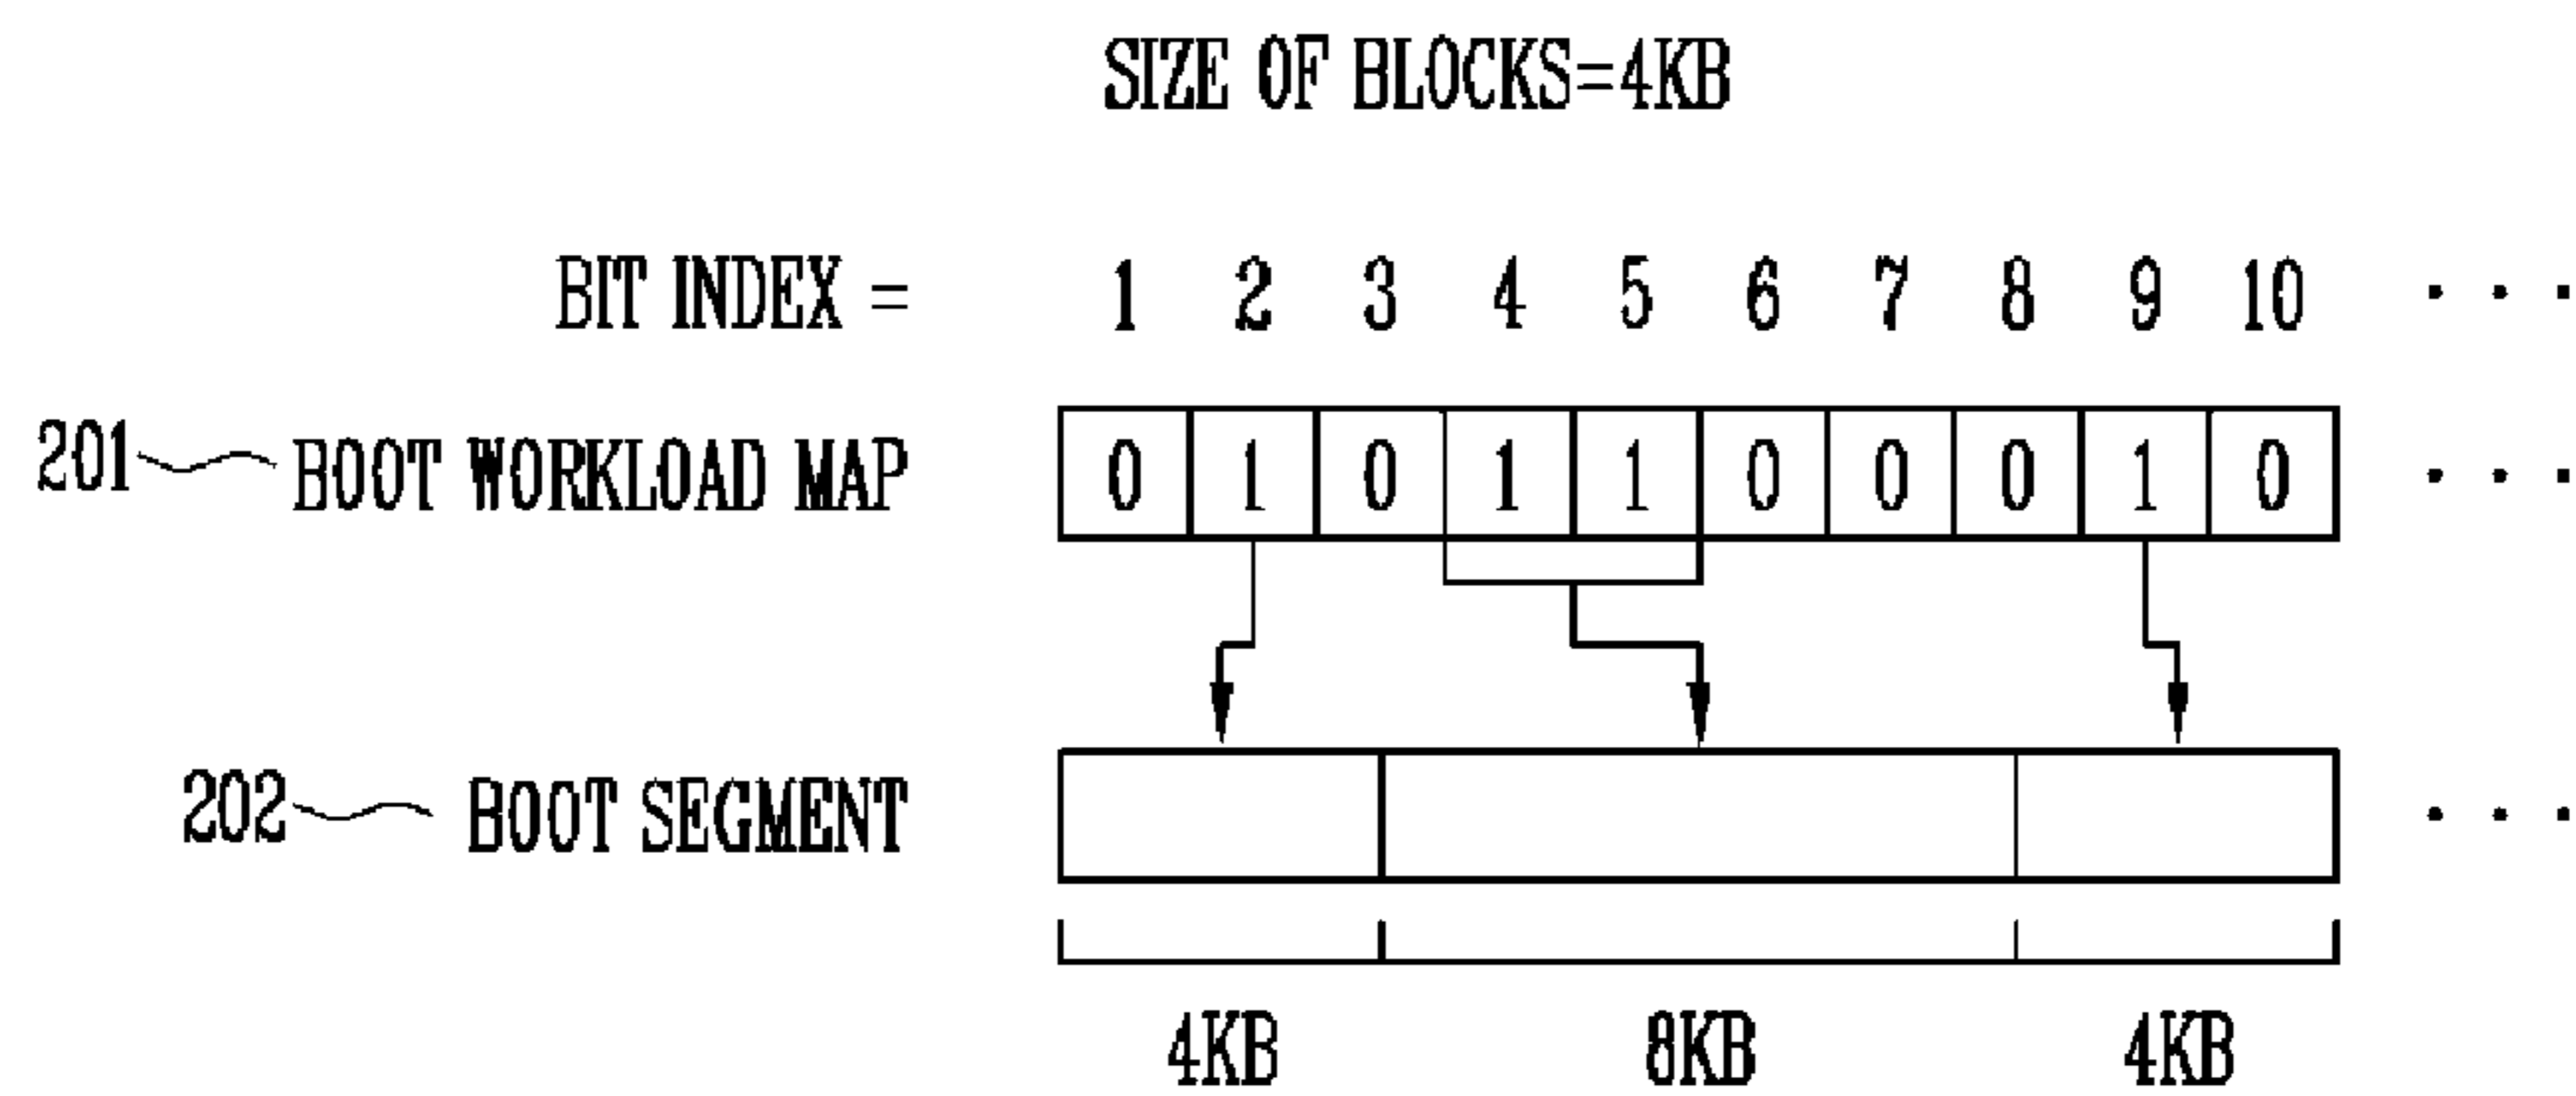 SIZE OF BLOCKS=4KB
BIT INDEX = 1 2 3 4 5 6 7 8 9 10 · · ·
201 BOOT WORKLOAD MAP 0 1 0 1 1 0 0 0 1 0 · · ·
202 BOOT SEGMENT · · ·
4KB 8KB 4KB